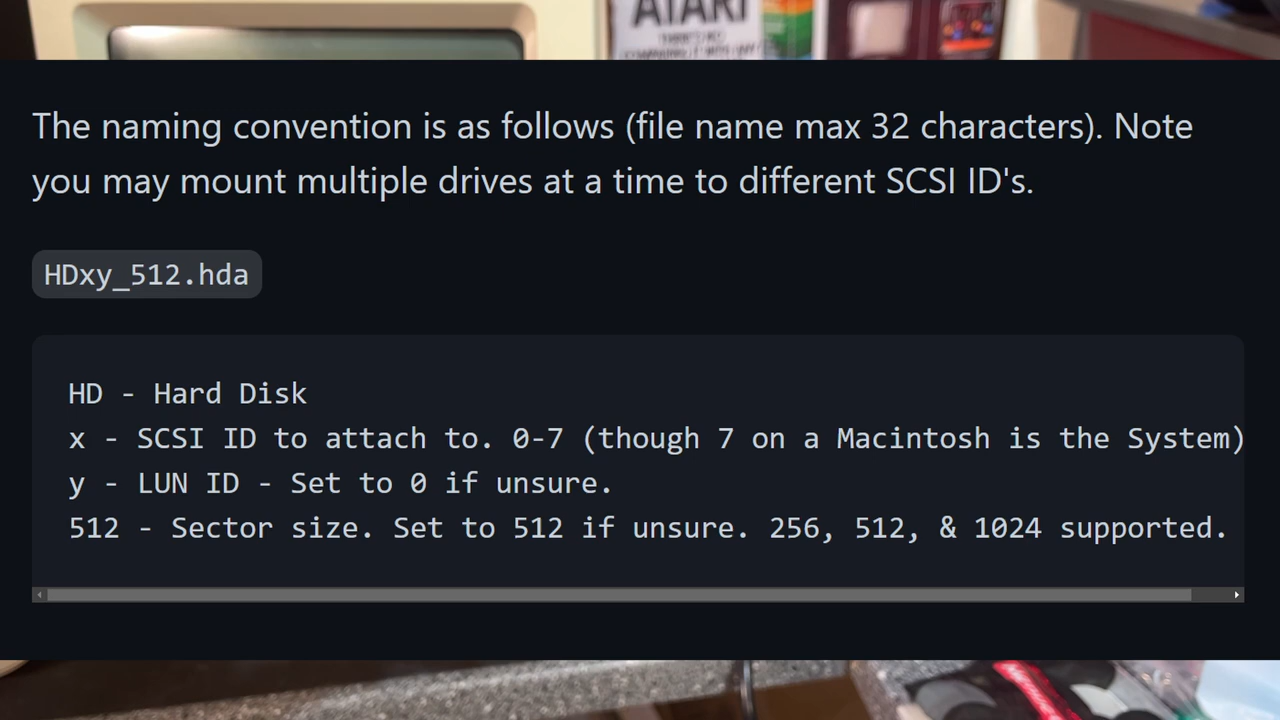 ATARI
The naming convention is as follows (file name max 32 characters). Note
you may mount multiple drives at a time to different SCSI ID's.
HDxy_512.hda
HD - Hard Disk
x - SCSI ID to attach to. 0-7 (though 7 on a Macintosh is the System)
y - LUN ID - Set to 0 if unsure.
512 - Sector size. Set to 512 if unsure. 256, 512, & 1024 supported.